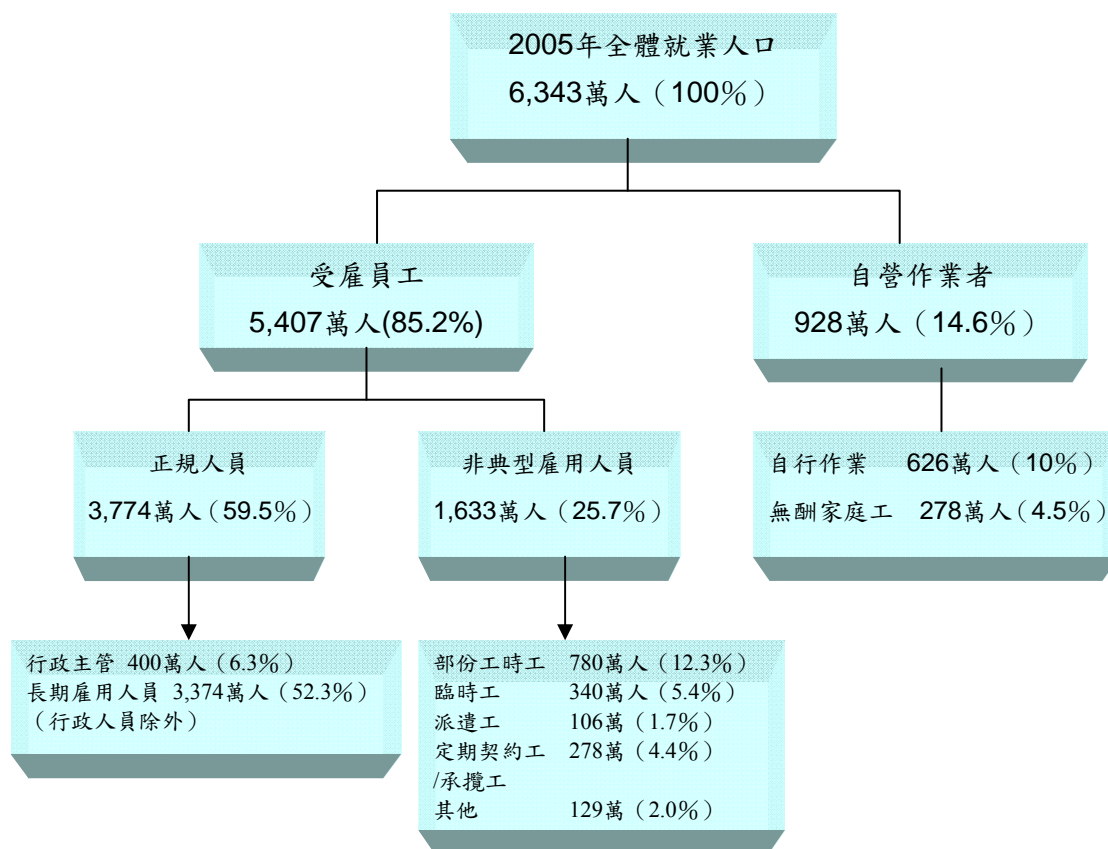 2005年全體就業人口
6,343萬人（100%）
受雇員工
5,407萬人(85.2%)
自營作業者
928萬人（14.6%）
正規人員
3,774萬人（59.5%）
非典型雇用人員
1,633萬人（25.7%）
自行作業 626萬人（10%）
無酬家庭工 278萬人（4.5%）
行政主管 400萬人（6.3%）
長期雇用人員 3,374萬人（52.3%）
（行政人員除外）
部份工時工 780萬人（12.3%）
臨時工 340萬人（5.4%）
派遣工 106萬（1.7%）
定期契約工 278萬（4.4%）
/承攬工
其他 129萬（2.0%）